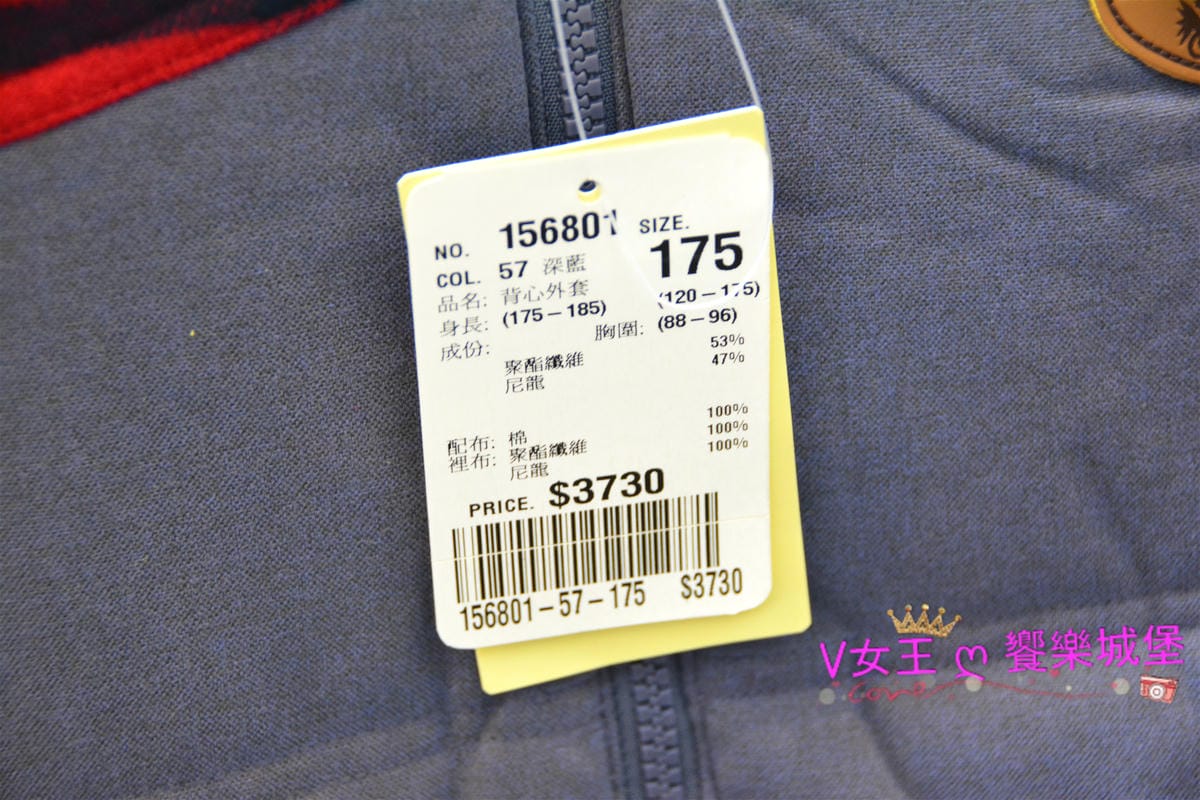 NO. 156801 SIZE. 175
COL. 57 深藍
品名: 背心外套 (120-175)
身長: (175-185) 胸圍: (88-96)
成份: 53%
聚酯纖維 47%
尼龍
100%
配布: 棉 100%
裡布: 聚酯纖維 100%
尼龍
PRICE. $3730
156801-57-175 $3730
V女王 ღ 饗樂城堡
Love